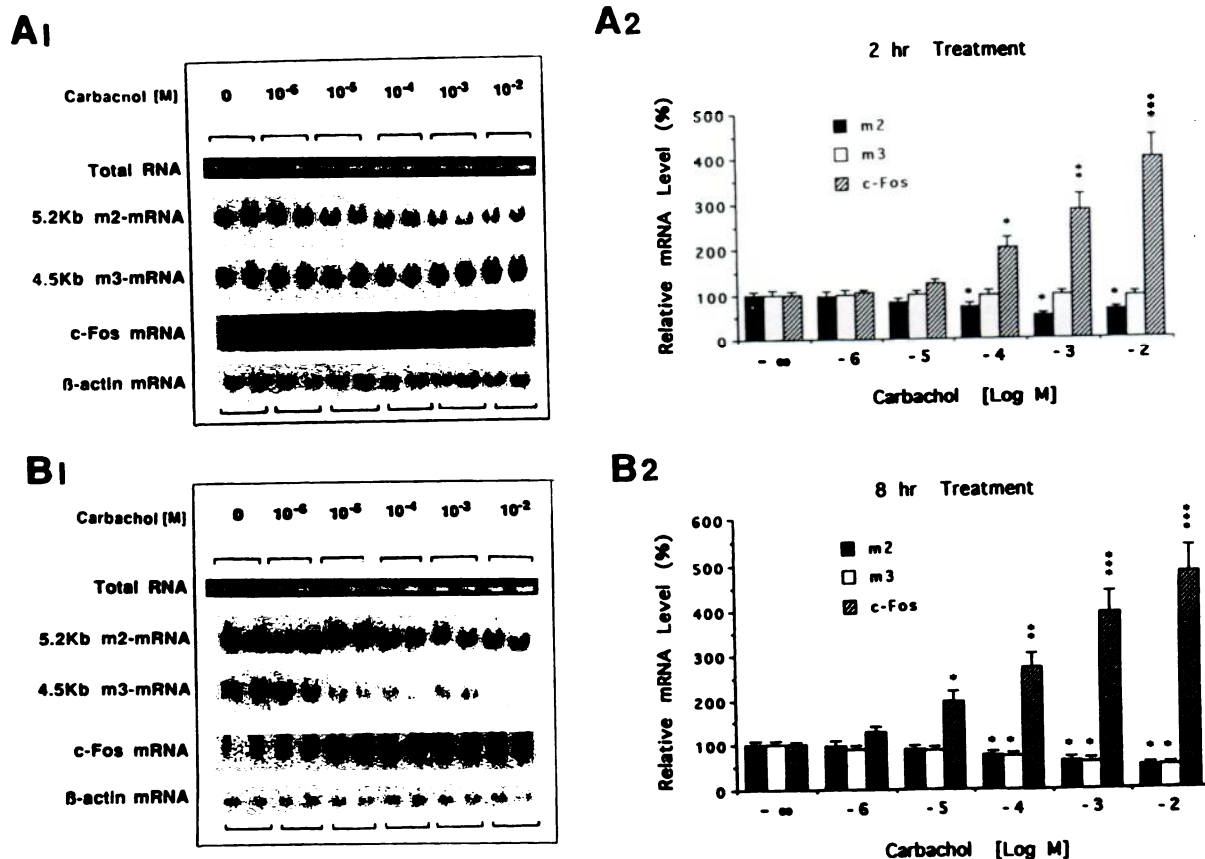 A1
Carbacnol [M] 0 10-6 10-5 10-4 10-3 10-2
Total RNA
5.2Kb m2-mRNA
4.5Kb m3-mRNA
c-Fos mRNA
ß-actin mRNA
A2
2 hr Treatment
Relative mRNA Level (%)
500
400
300
200
100
0
m2
m3
c-Fos
*
*
*
**
*
***
- ∞ - 6 - 5 - 4 - 3 - 2
Carbachol [Log M]
B1
Carbachol [M] 0 10-6 10-5 10-4 10-3 10-2
Total RNA
5.2Kb m2-mRNA
4.5Kb m3-mRNA
c-Fos mRNA
ß-actin mRNA
B2
8 hr Treatment
Relative mRNA Level (%)
600
500
400
300
200
100
0
m2
m3
c-Fos
*
* * **
* * ***
* * ***
- ∞ - 6 - 5 - 4 - 3 - 2
Carbachol [Log M]